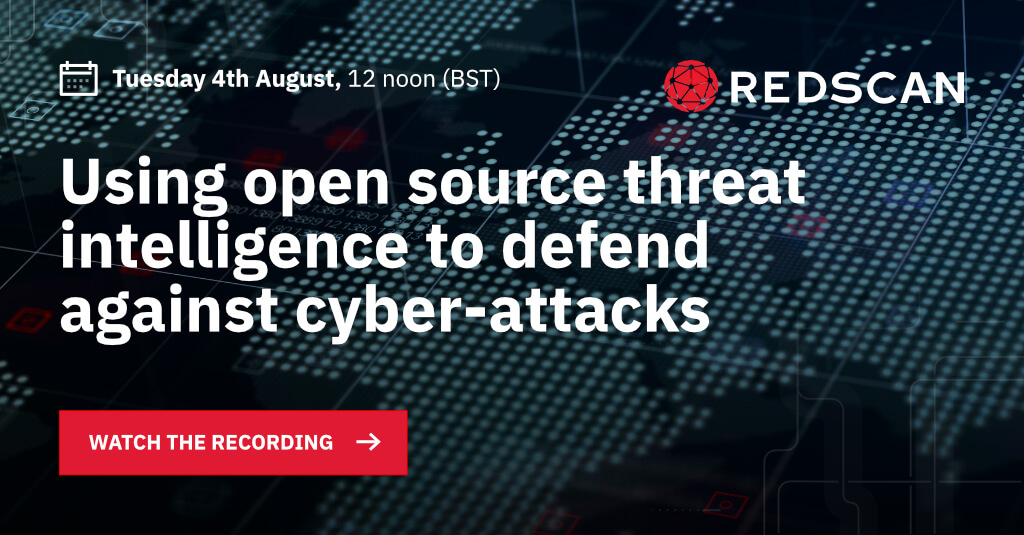 Tuesday 4th August, 12 noon (BST)
REDSCAN
Using open source threat
intelligence to defend
against cyber-attacks
WATCH THE RECORDING